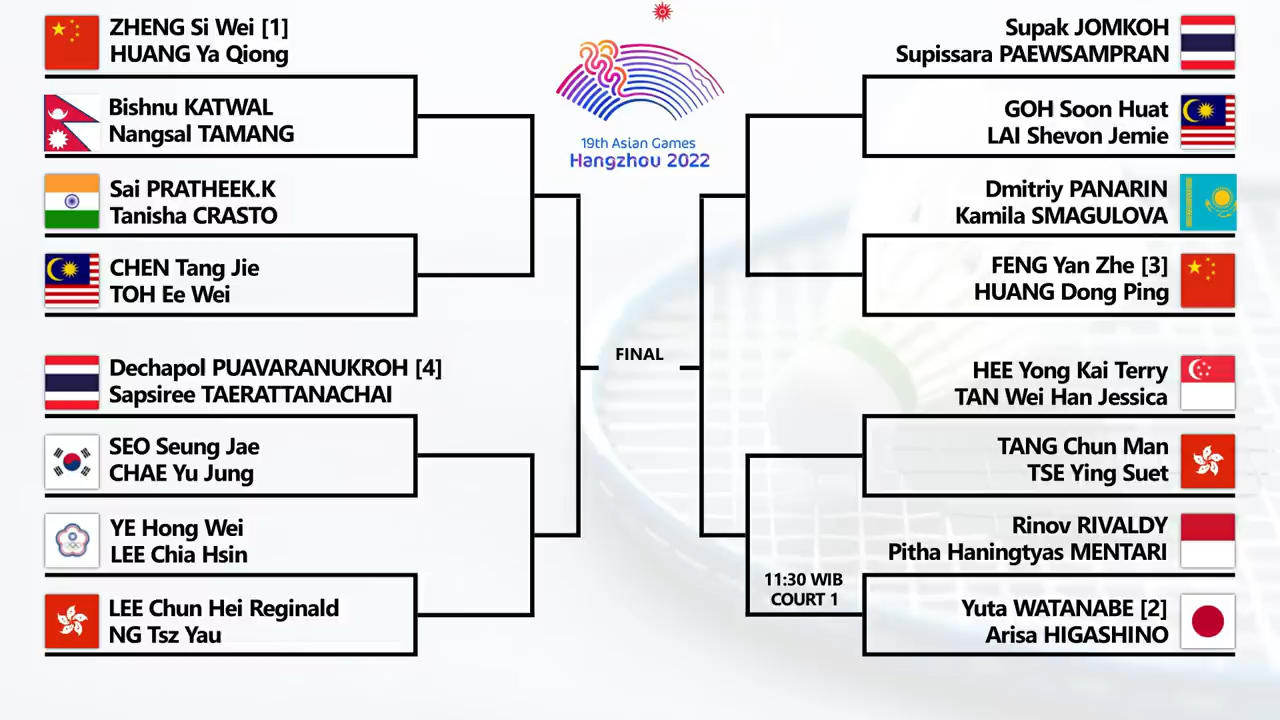 ZHENG Si Wei [1]
HUANG Ya Qiong
Bishnu KATWAL
Nangsal TAMANG
Sai PRATHEEK.K
Tanisha CRASTO
CHEN Tang Jie
TOH Ee Wei
Dechapol PUAVARANUKROH [4]
Sapsiree TAERATTANACHAI
SEO Seung Jae
CHAE Yu Jung
YE Hong Wei
LEE Chia Hsin
LEE Chun Hei Reginald
NG Tsz Yau
19th Asian Games
Hangzhou 2022
FINAL
Supak JOMKOH
Supissara PAEWSAMPRAN
GOH Soon Huat
LAI Shevon Jemie
Dmitriy PANARIN
Kamila SMAGULOVA
FENG Yan Zhe [3]
HUANG Dong Ping
HEE Yong Kai Terry
TAN Wei Han Jessica
TANG Chun Man
TSE Ying Suet
Rinov RIVALDY
Pitha Haningtyas MENTARI
11:30 WIB
COURT 1
Yuta WATANABE [2]
Arisa HIGASHINO